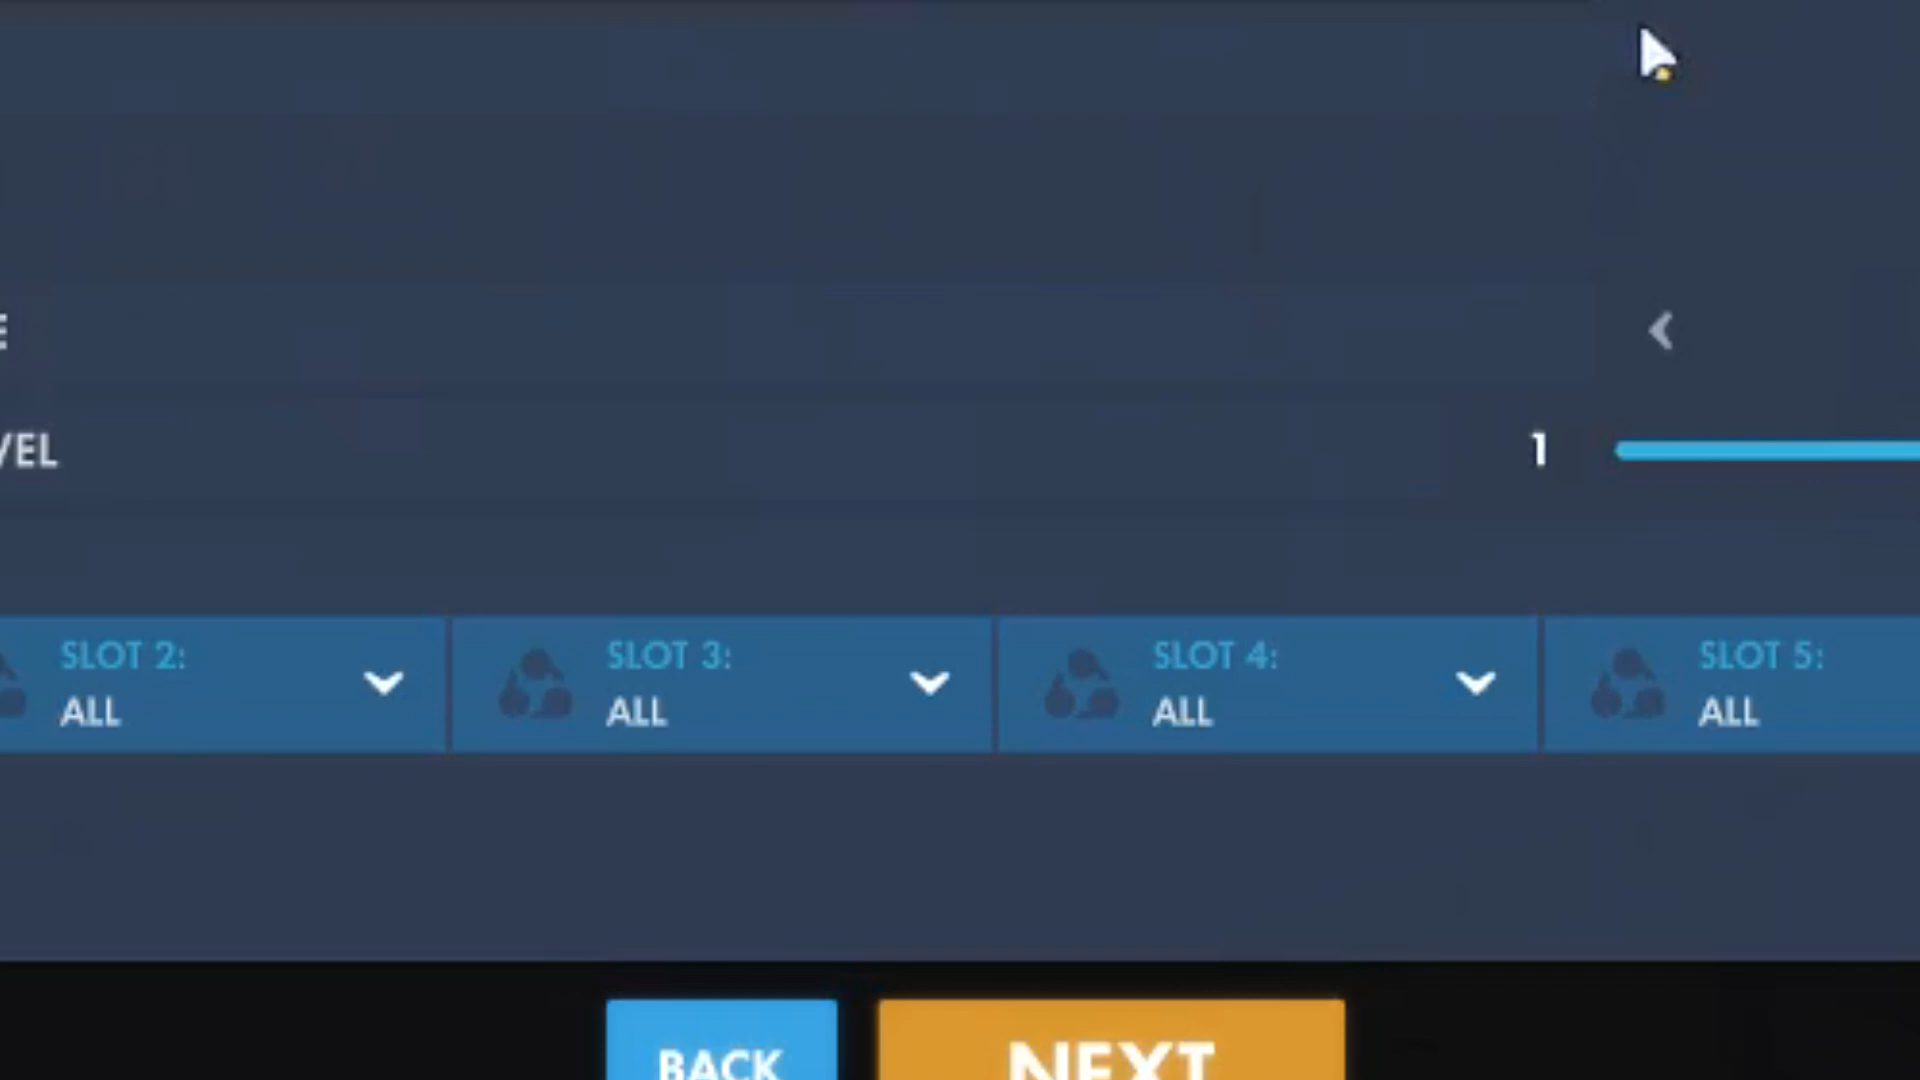 E
VEL
1
SLOT 2:
ALL
SLOT 3:
ALL
SLOT 4:
ALL
SLOT 5:
ALL
BACK
NEXT